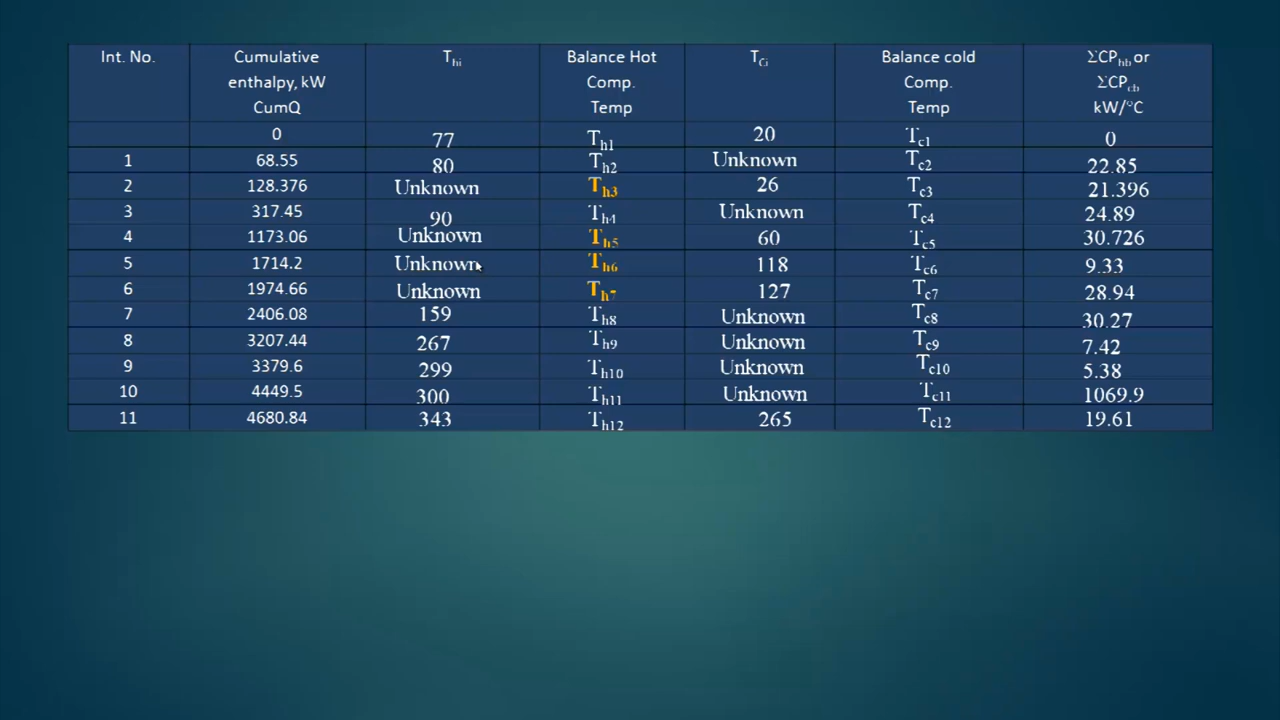 Int. No. Cumulative enthalpy, kW CumQ Thi Balance Hot Comp. Temp TCi Balance cold Comp. Temp ΣCPhb or ΣCPcb kW/°C
0 77 Th1 20 Tc1 0
1 68.55 80 Th2 Unknown Tc2 22.85
2 128.376 Unknown Th3 26 Tc3 21.396
3 317.45 90 Th4 Unknown Tc4 24.89
4 1173.06 Unknown Th5 60 Tc5 30.726
5 1714.2 Unknown Th6 118 Tc6 9.33
6 1974.66 Unknown Th7 127 Tc7 28.94
7 2406.08 159 Th8 Unknown Tc8 30.27
8 3207.44 267 Th9 Unknown Tc9 7.42
9 3379.6 299 Th10 Unknown Tc10 5.38
10 4449.5 300 Th11 Unknown Tc11 1069.9
11 4680.84 343 Th12 265 Tc12 19.61